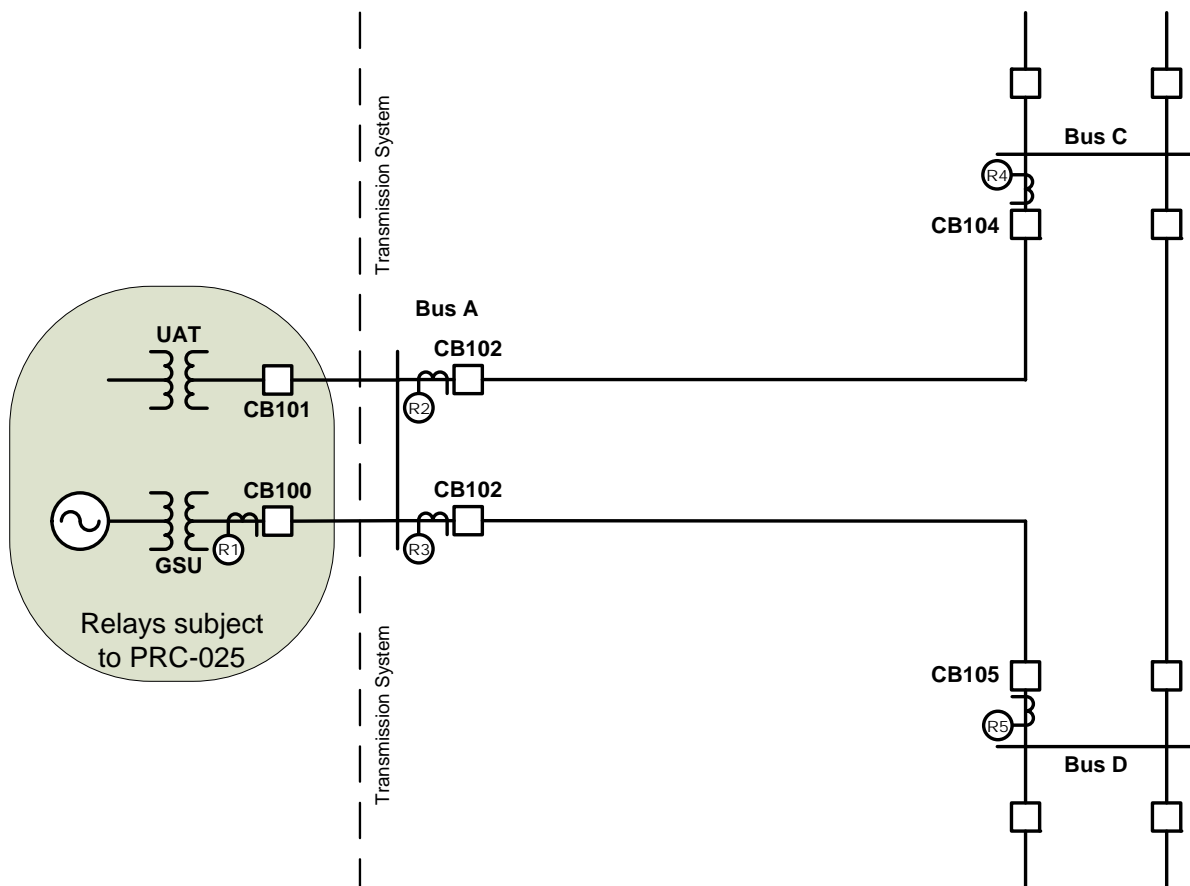 Transmission System
Bus C
R4
CB104
Bus A
UAT
CB102
CB101
R2
CB100
CB102
R1
R3
GSU
Relays subject
to PRC-025
Transmission System
CB105
R5
Bus D